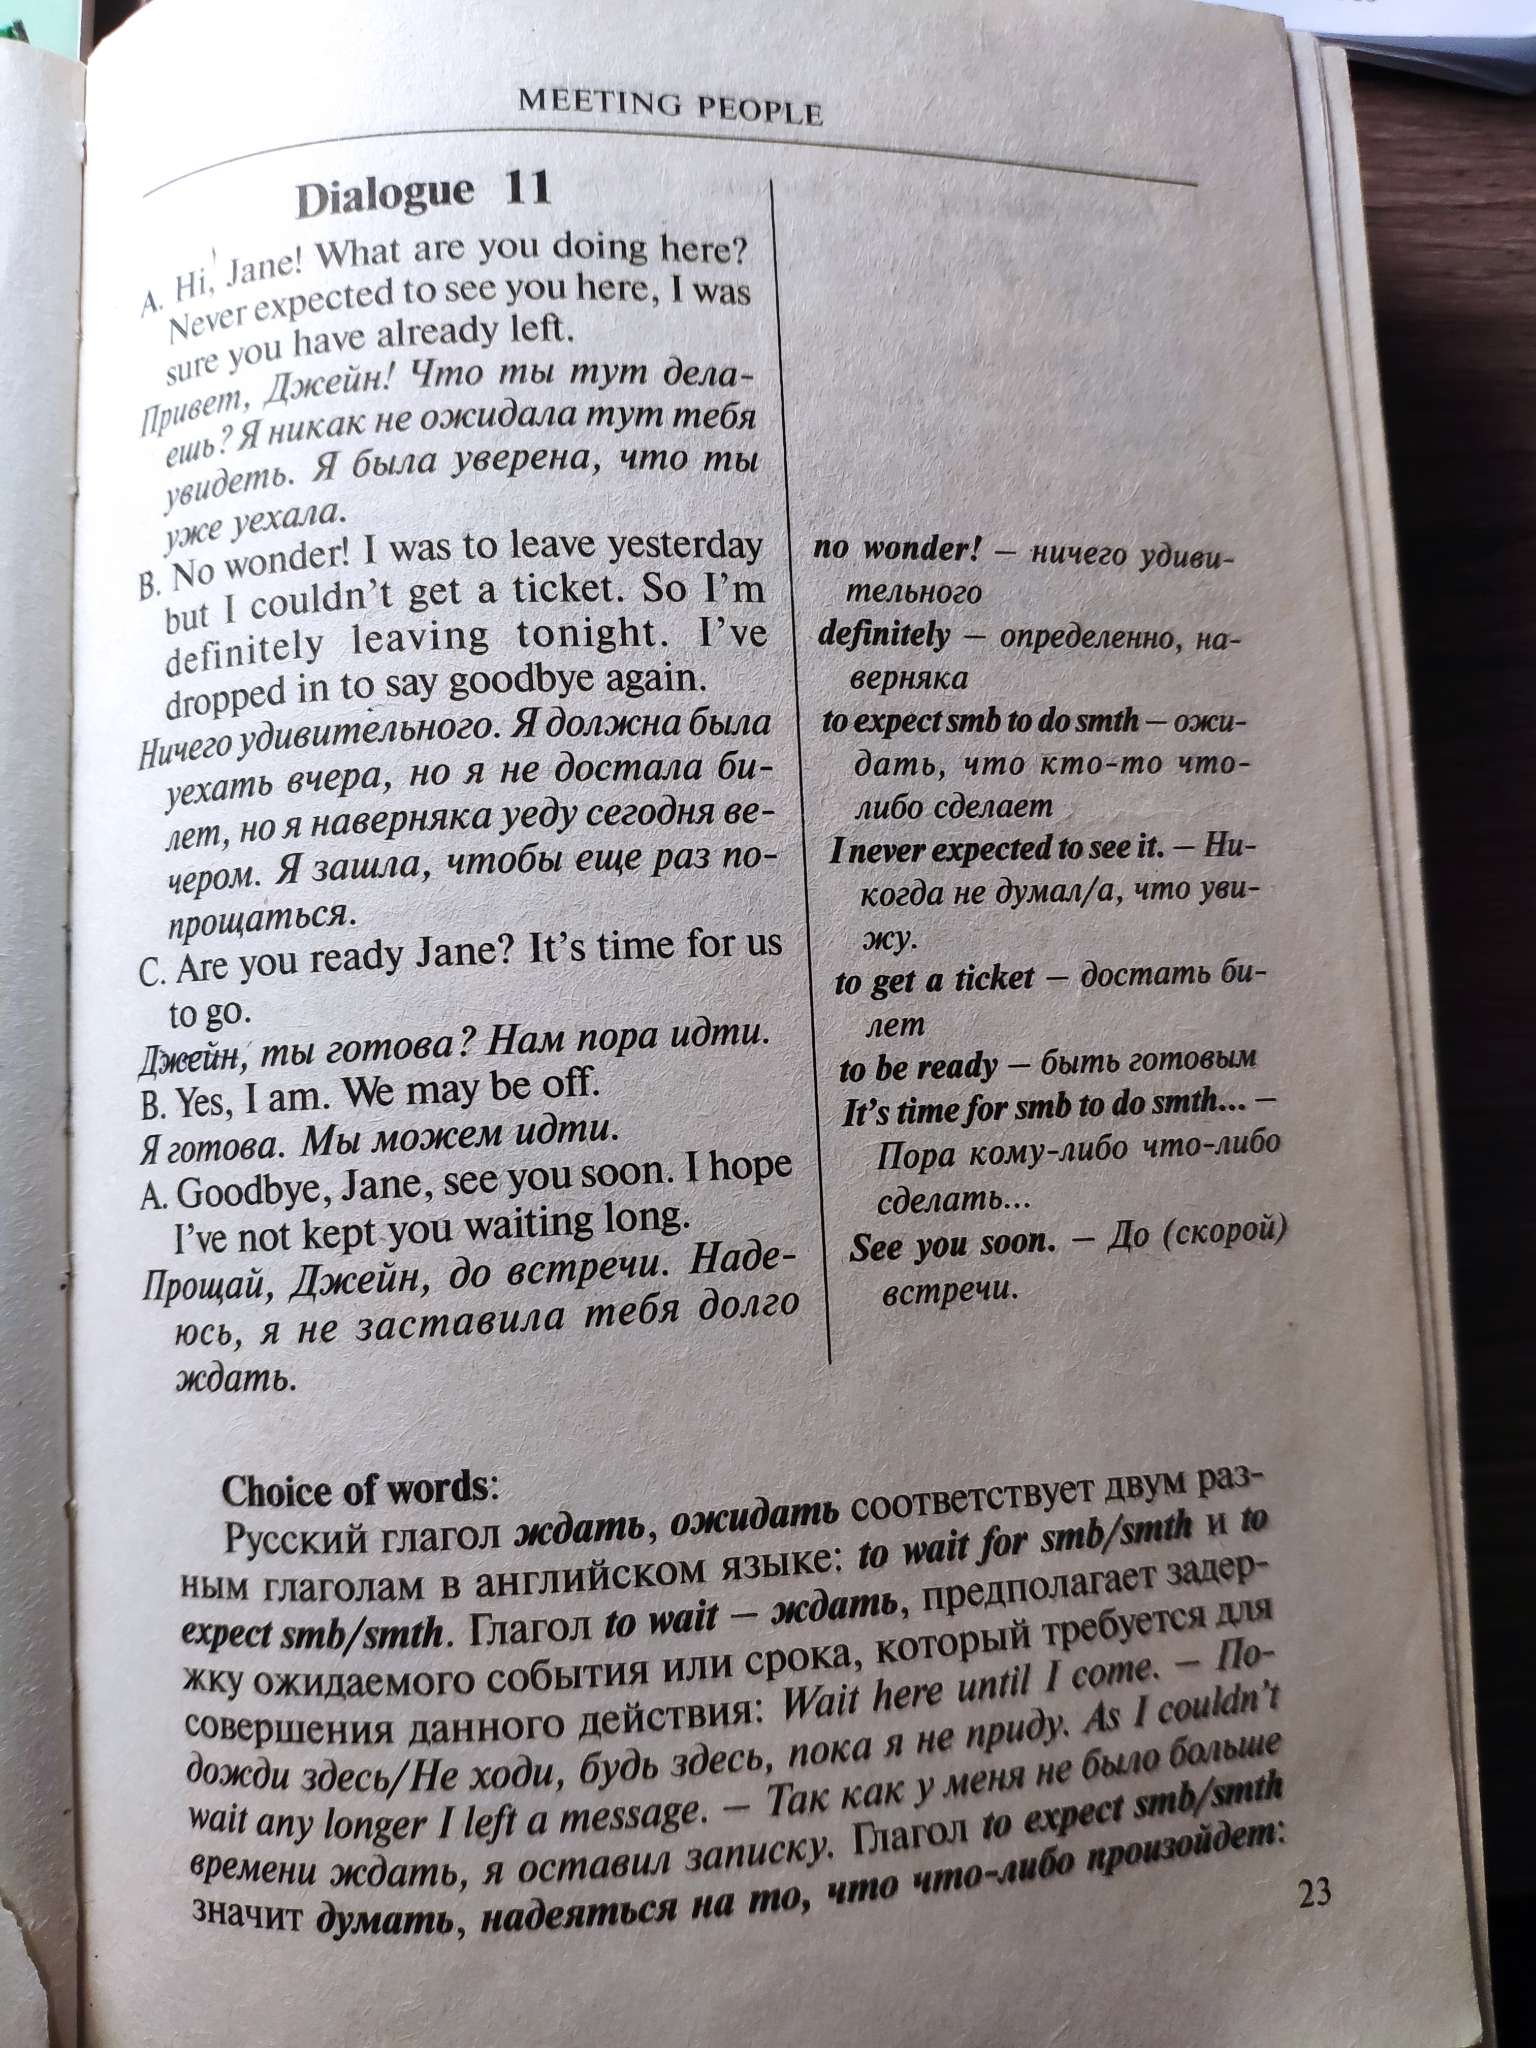 MEETING PEOPLE
Dialogue 11
A. Hi, Jane! What are you doing here?
Never expected to see you here, I was
sure you have already left.
Привет, Джейн! Что ты тут дела-
ешь? Я никак не ожидала тут тебя
увидеть. Я была уверена, что ты
уже уехала.
B. No wonder! I was to leave yesterday
but I couldn't get a ticket. So I'm
definitely leaving tonight. I've
dropped in to say goodbye again.
Ничего удивительного. Я должна была
уехать вчера, но я не достала би-
лет, но я наверняка уеду сегодня ве-
чером. Я зашла, чтобы еще раз по-
прощаться.
C. Are you ready Jane? It's time for us
to go.
Джейн, ты готова? Нам пора идти.
B. Yes, I am. We may be off.
Я готова. Мы можем идти.
A. Goodbye, Jane, see you soon. I hope
I've not kept you waiting long.
Прощай, Джейн, до встречи. Наде-
юсь, я не заставила тебя долго
ждать.
no wonder! – ничего удиви-
тельного
definitely – определенно, на-
верняка
to expect smb to do smth – ожи-
дать, что кто-то что-
либо сделает
I never expected to see it. – Ни-
когда не думал/а, что уви-
жу.
to get a ticket – достать би-
лет
to be ready – быть готовым
It's time for smb to do smth... –
Пора кому-либо что-либо
сделать...
See you soon. – До (скорой)
встречи.
Choice of words:
Русский глагол ждать, ожидать соответствует двум раз-
ным глаголам в английском языке: to wait for smb/smth и to
expect smb/smth. Глагол to wait – ждать, предполагает задер-
жку ожидаемого события или срока, который требуется для
совершения данного действия: Wait here until I come. – По-
дожди здесь/Не ходи, будь здесь, пока я не приду. As I couldn't
wait any longer I left a message. – Так как у меня не было больше
времени ждать, я оставил записку. Глагол to expect smb/smth
значит думать, надеяться на то, что что-либо произойдет:
23